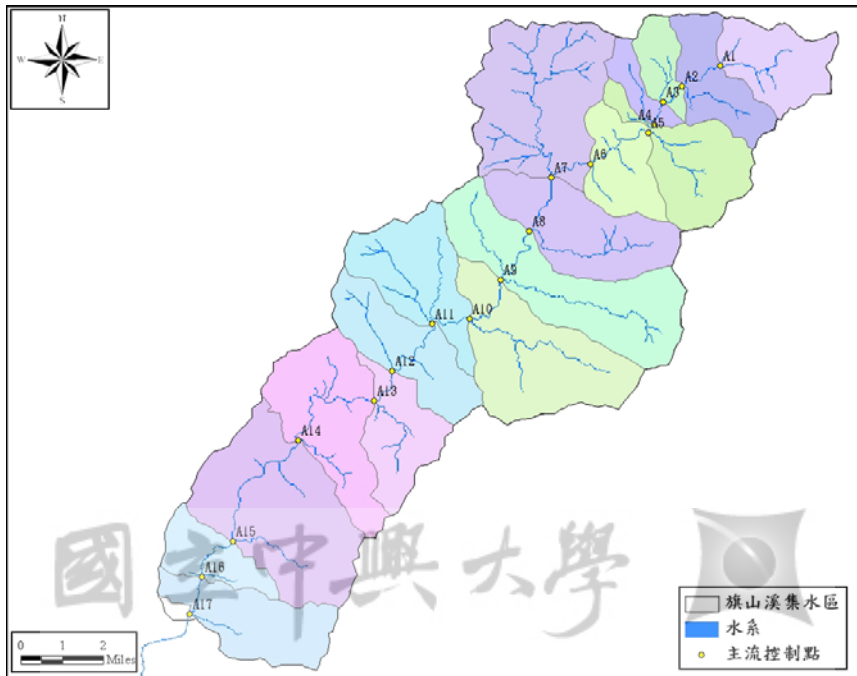 N
W E
S
A1
A2
A3
A4
A5
A6
A7
A8
A9
A10
A11
A12
A13
A14
A15
A16
A17
國立中興大學
旗山溪集水區
水系
主流控制點
0 1 2
Miles